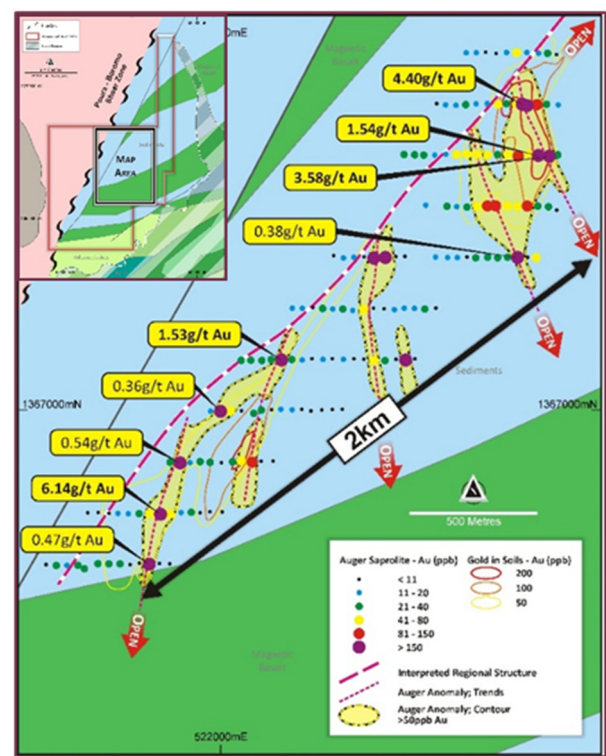 Poura - Boromo
Shear Zone
Sediments
MAP
AREA
Magnetic
Basalt
OPEN
4.40g/t Au
1.54g/t Au
3.58g/t Au
0.38g/t Au
OPEN
OPEN
1.53g/t Au
Sediments
0.36g/t Au
1367000mN
1367000mN
2km
0.54g/t Au
OPEN
6.14g/t Au
500 Metres
0.47g/t Au
OPEN
Magnetic
Basalt
Auger Saprolite - Au (ppb)
< 11
11 - 20
21 - 40
41 - 80
81 - 150
> 150
Gold in Soils - Au (ppb)
200
100
50
Interpreted Regional Structure
Auger Anomaly; Trends
Auger Anomaly; Contour
>50ppb Au
522000mE